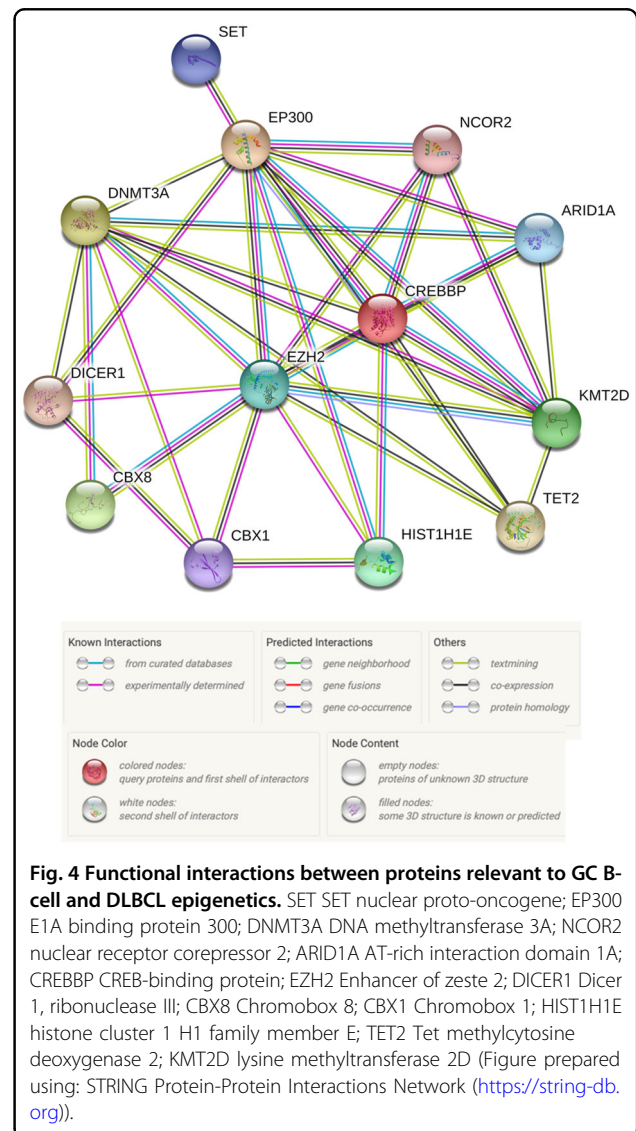 SET
EP300
NCOR2
DNMT3A
ARID1A
CREBBP
EZH2
DICER1
KMT2D
CBX8
TET2
CBX1
HIST1H1E
Known Interactions
from curated databases
experimentally determined
Predicted Interactions
gene neighborhood
gene fusions
gene co-occurrence
Others
textmining
co-expression
protein homology
Node Color
colored nodes:
query proteins and first shell of interactors
white nodes:
second shell of interactors
Node Content
empty nodes:
proteins of unknown 3D structure
filled nodes:
some 3D structure is known or predicted
Fig. 4 Functional interactions between proteins relevant to GC B-
cell and DLBCL epigenetics. SET SET nuclear proto-oncogene; EP300
E1A binding protein 300; DNMT3A DNA methyltransferase 3A; NCOR2
nuclear receptor corepressor 2; ARID1A AT-rich interaction domain 1A;
CREBBP CREB-binding protein; EZH2 Enhancer of zeste 2; DICER1 Dicer
1, ribonuclease III; CBX8 Chromobox 8; CBX1 Chromobox 1; HIST1H1E
histone cluster 1 H1 family member E; TET2 Tet methylcytosine
deoxygenase 2; KMT2D lysine methyltransferase 2D (Figure prepared
using: STRING Protein-Protein Interactions Network (https://string-db.
org)).